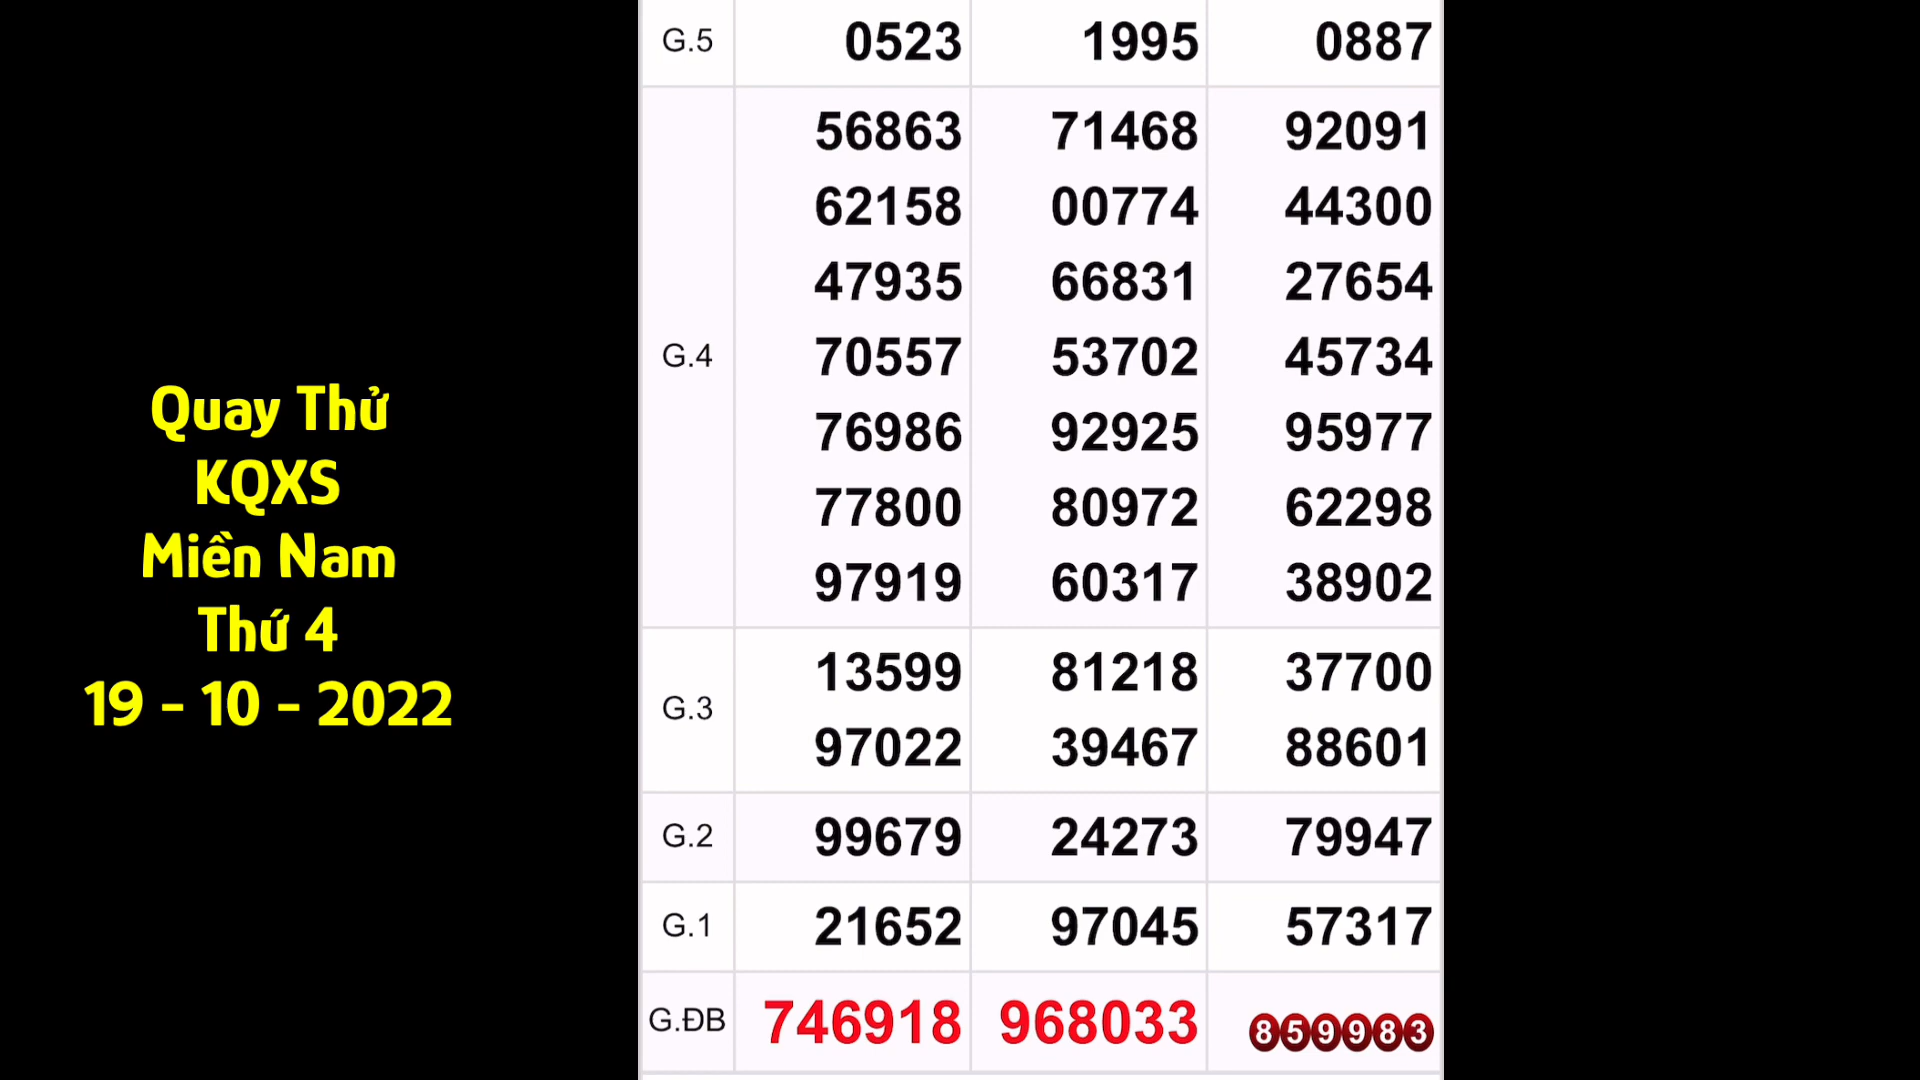 Quay Thử
KQXS
Miền Nam
Thứ 4
19 - 10 - 2022
G.5 0523 1995 0887
G.4
56863 71468 92091
62158 00774 44300
47935 66831 27654
70557 53702 45734
76986 92925 95977
77800 80972 62298
97919 60317 38902
G.3
13599 81218 37700
97022 39467 88601
G.2 99679 24273 79947
G.1 21652 97045 57317
G.ĐB 746918 968033 859983